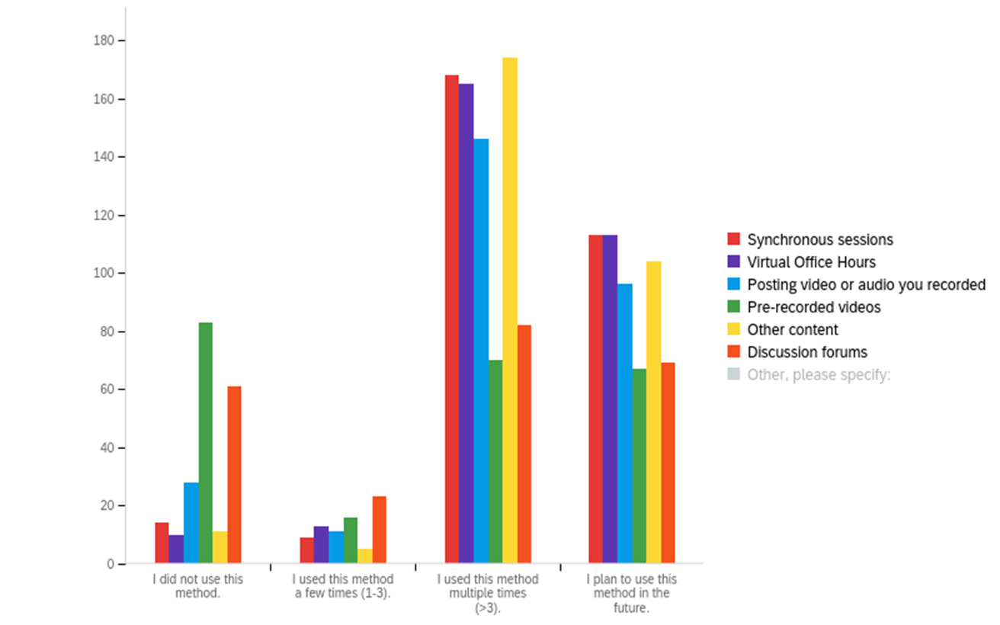 180
160
140
120
100
80
60
40
20
0
I did not use this
method.
I used this method
a few times (1-3).
I used this method
multiple times
(>3).
I plan to use this
method in the
future.
Synchronous sessions
Virtual Office Hours
Posting video or audio you recorded
Pre-recorded videos
Other content
Discussion forums
Other, please specify: